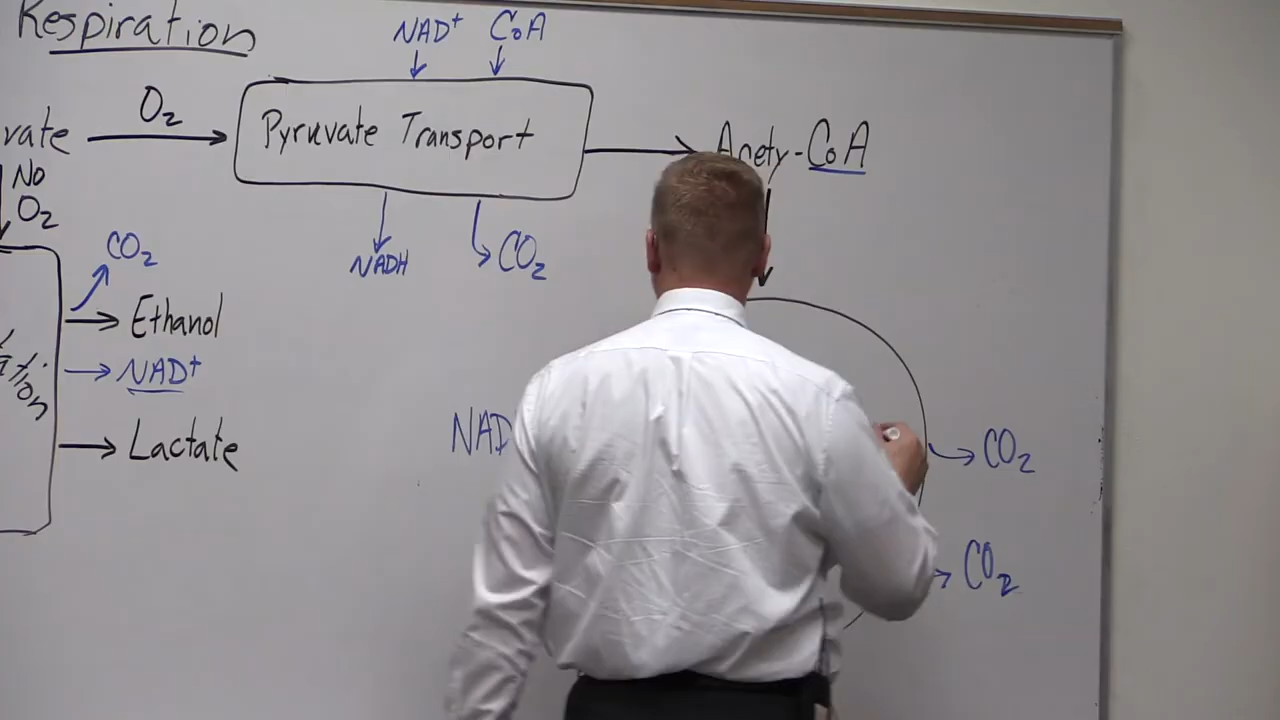 Respiration
NAD+ CoA
O2
vate
Pyruvate Transport
Acety-CoA
NO
O2
CO2
NADH
CO2
Ethanol
NAD+
NAD
Lactate
CO2
CO2